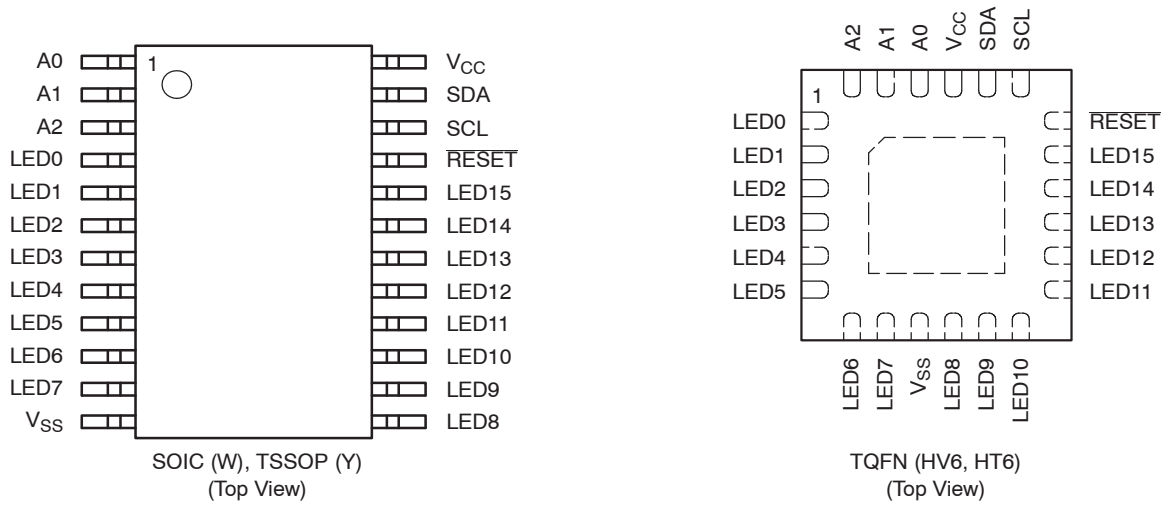 A0
A1
A2
LED0
LED1
LED2
LED3
LED4
LED5
LED6
LED7
VSS
1
VCC
SDA
SCL
RESET
LED15
LED14
LED13
LED12
LED11
LED10
LED9
LED8
SOIC (W), TSSOP (Y)
(Top View)
A2
A1
A0
VCC
SDA
SCL
1
LED0
LED1
LED2
LED3
LED4
LED5
RESET
LED15
LED14
LED13
LED12
LED11
LED6
LED7
VSS
LED8
LED9
LED10
TQFN (HV6, HT6)
(Top View)